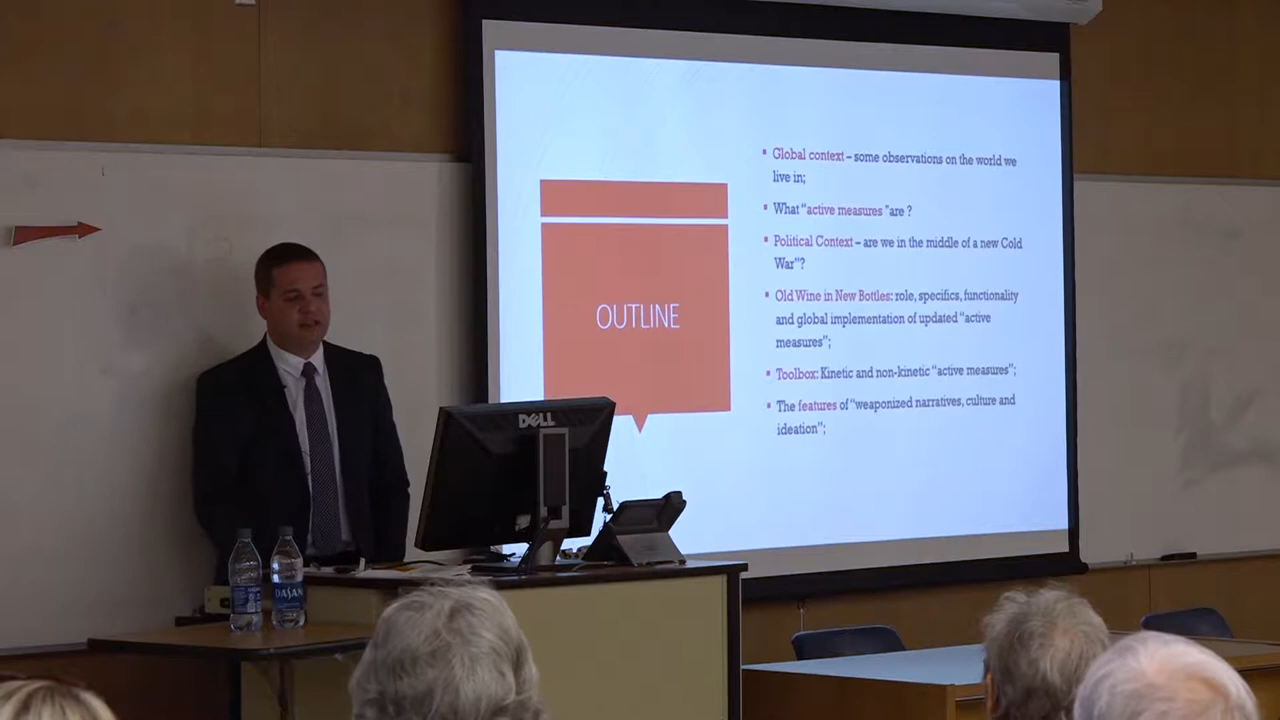 Global context – some observations on the world we
live in;
What “active measures ”are ?
Political Context – are we in the middle of a new Cold
War”?
Old Wine in New Bottles: role, specifics, functionality
and global implementation of updated “active
measures”;
Toolbox: Kinetic and non-kinetic “active measures”;
The features of “weaponized narratives, culture and
ideation”;
OUTLINE
DELL
DASANI